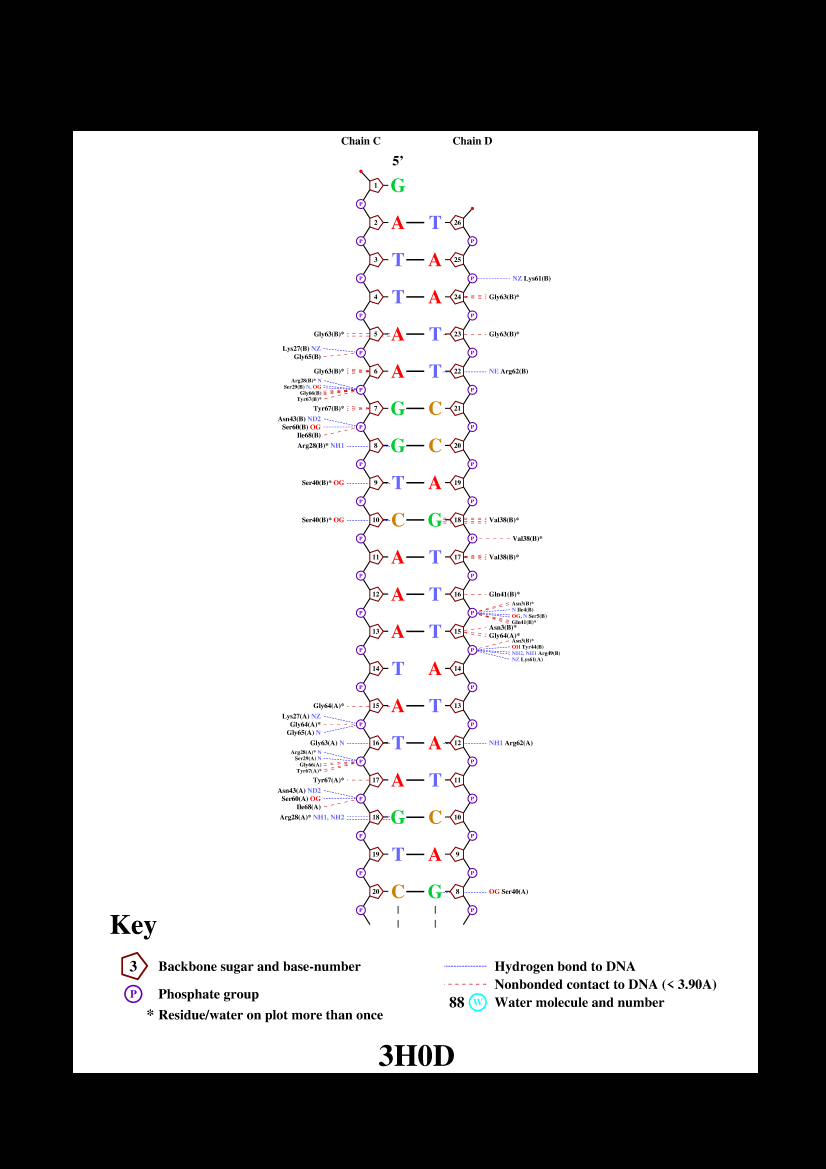 Chain C Chain D
5’
1 G
P
2 A T 26
P P
3 T A 25
P P NZ Lys61(B)
4 T A 24 Gly63(B)*
P P
Gly63(B)* 5 A T 23 Gly63(B)*
Lys27(B) NZ
P P
Gly65(B)
Gly63(B)* 6 A T 22 NE Arg62(B)
Arg28(B)* N
Ser29(B) N, OG
P P
Gly66(B)
Tyr67(B)*
Tyr67(B)* 7 G C 21
Asn43(B) ND2
Ser60(B) OG P P
Ile68(B)
Arg28(B)* NH1 8 G C 20
P P
Ser40(B)* OG 9 T A 19
P P
Ser40(B)* OG 10 C G 18 Val38(B)*
P P Val38(B)*
11 A T 17 Val38(B)*
P P
12 A T 16 Gln41(B)*
Asn3(B)*
N Ile4(B)
P P
OG, N Ser5(B)
Gln41(B)*
Asn3(B)*
13 A T 15
Gly64(A)*
Asn3(B)*
OH Tyr44(B)
P P
NH2, NH1 Arg49(B)
NZ Lys61(A)
14 T A 14
P P
Gly64(A)* 15 A T 13
Lys27(A) NZ
Gly64(A)* P P
Gly65(A) N
Gly63(A) N 16 T A 12 NH1 Arg62(A)
Arg28(A)* N
Ser29(A) N
P P
Gly66(A)
Tyr67(A)*
Tyr67(A)* 17 A T 11
Asn43(A) ND2
Ser60(A) OG P P
Ile68(A)
Arg28(A)* NH1, NH2 18 G C 10
P P
19 T A 9
P P
20 C G 8 OG Ser40(A)
P P
Key
3 Backbone sugar and base-number
P Phosphate group
* Residue/water on plot more than once
Hydrogen bond to DNA
Nonbonded contact to DNA (< 3.90A)
88 W Water molecule and number
3H0D